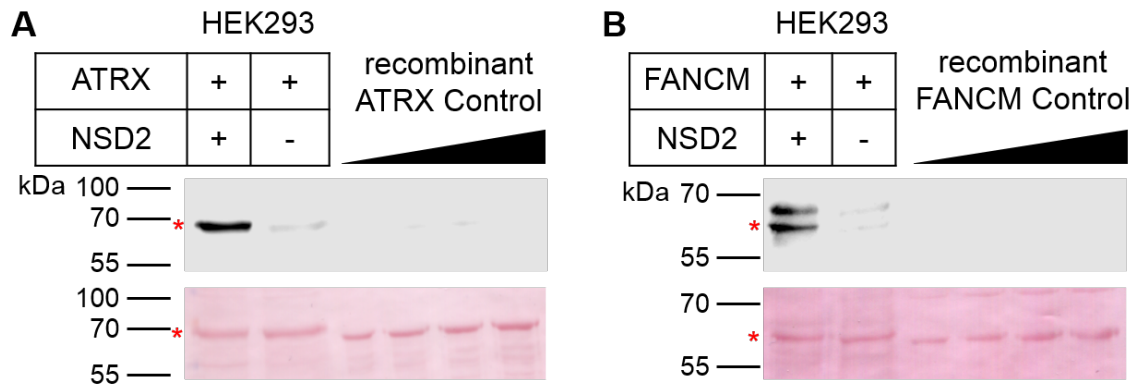 A
HEK293
ATRX + +
NSD2 + -
recombinant
ATRX Control
kDa
100
70
*
55
100
70
*
55
B
HEK293
FANCM + +
NSD2 + -
recombinant
FANCM Control
kDa
70
*
55
70
*
55